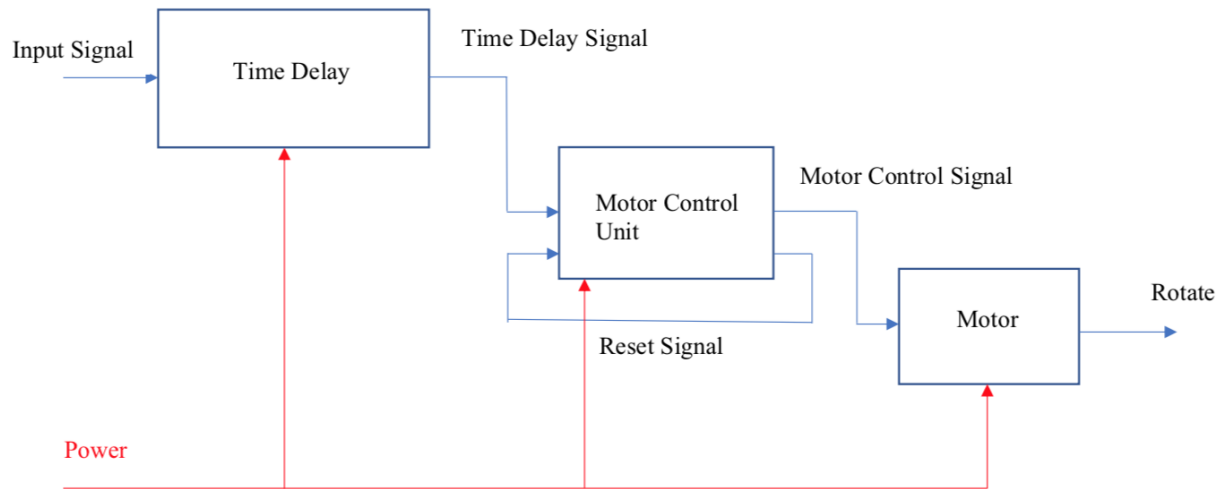 Input Signal
Time Delay
Time Delay Signal
Motor Control
Unit
Motor Control Signal
Reset Signal
Motor
Rotate
Power